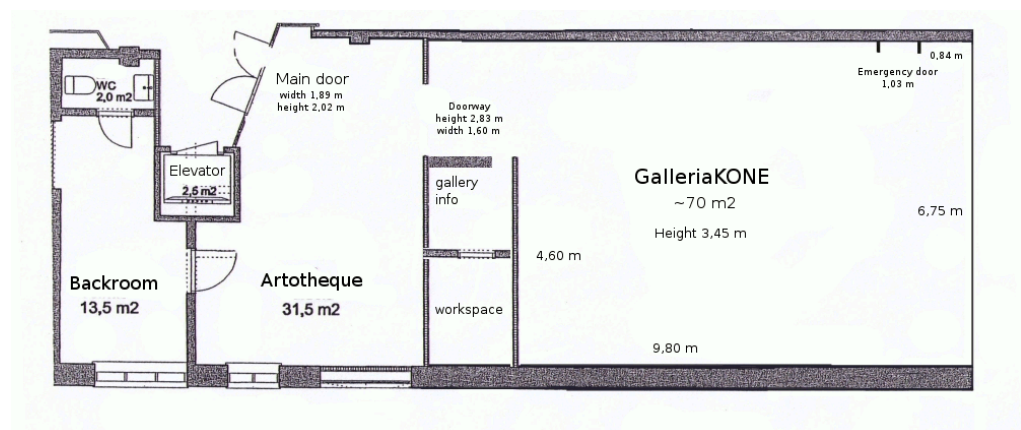 WC
2,0 m2
Main door
width 1,89 m
height 2,02 m
Doorway
height 2,83 m
width 1,60 m
0,84 m
Emergency door
1,03 m
Elevator
2,5 m2
gallery
info
GalleriaKONE
~70 m2
Height 3,45 m
6,75 m
4,60 m
Backroom
13,5 m2
Artotheque
31,5 m2
workspace
9,80 m